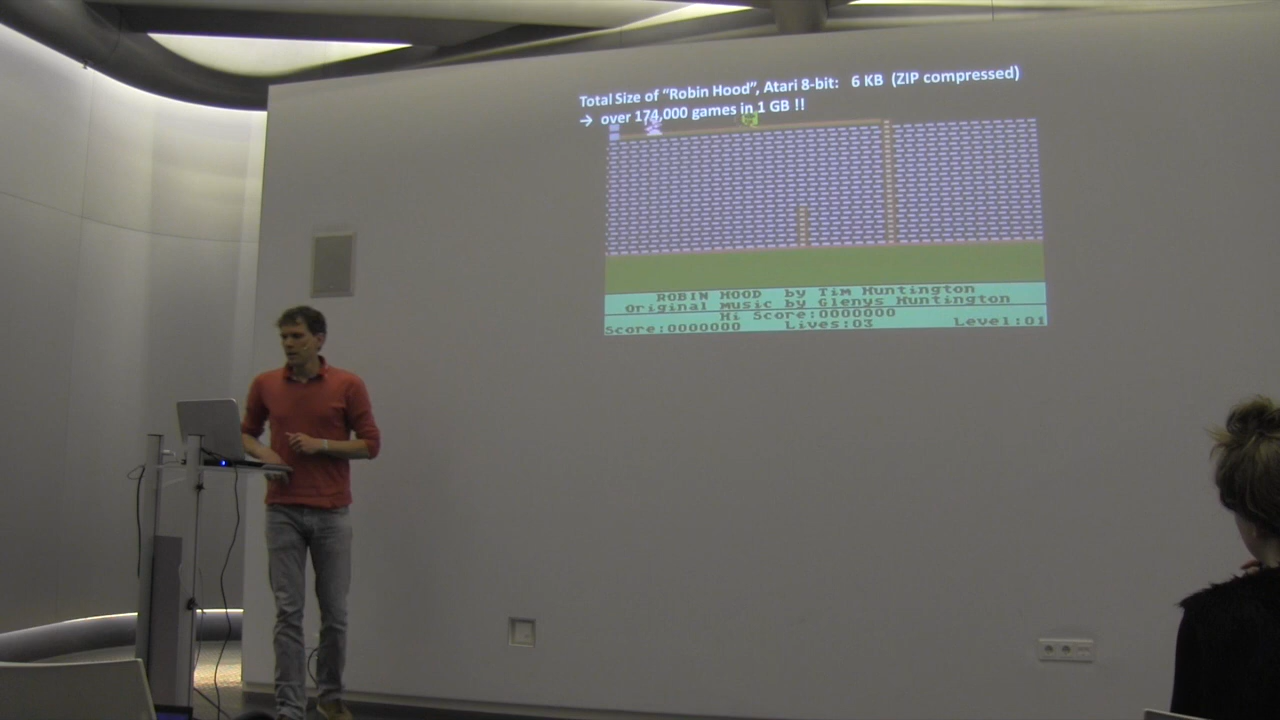 Total Size of “Robin Hood”, Atari 8-bit: 6 KB (ZIP compressed)
→ over 174,000 games in 1 GB !!
ROBIN HOOD by Tim Huntington
Original music by Glenys Huntington
Hi Score:0000000
Score:0000000 Lives:03 Level:01